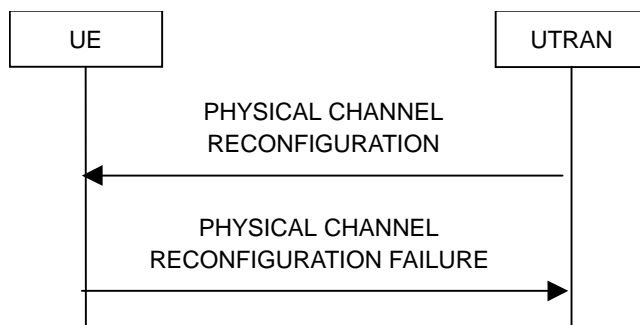 UE
UTRAN
PHYSICAL CHANNEL
RECONFIGURATION
PHYSICAL CHANNEL
RECONFIGURATION FAILURE